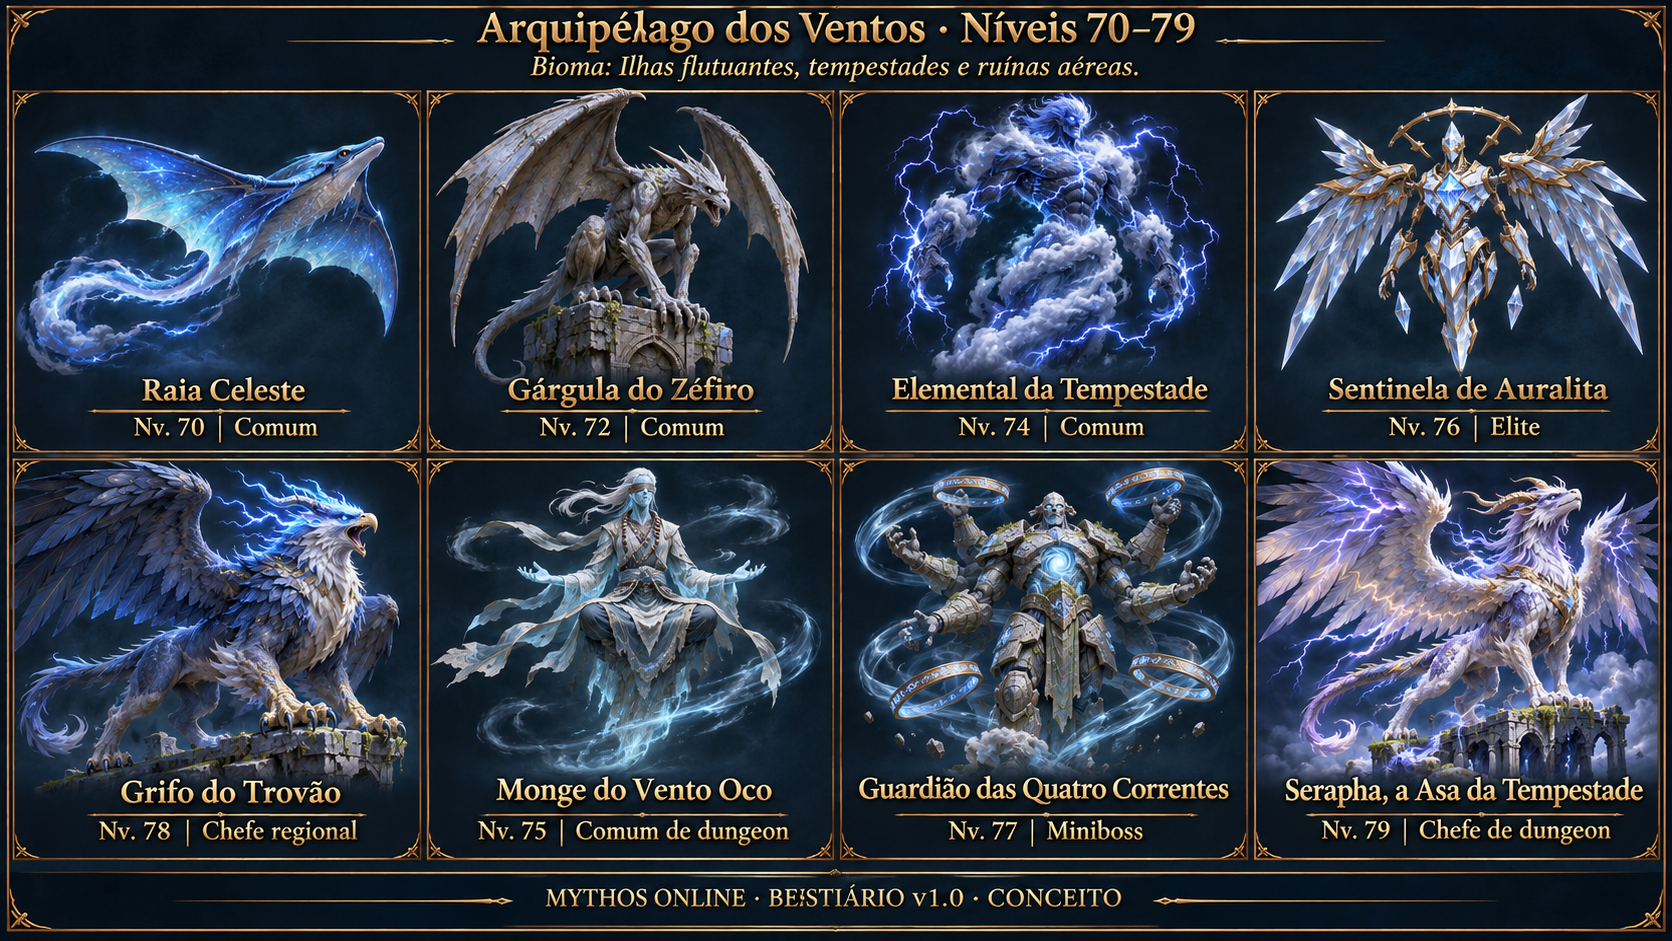 Arquipélago dos Ventos · Níveis 70–79
Bioma: Ilhas flutuantes, tempestades e ruínas aéreas.
Raia Celeste
Nv. 70 | Comum
Gárgula do Zéfiro
Nv. 72 | Comum
Elemental da Tempestade
Nv. 74 | Comum
Sentinela de Auralita
Nv. 76 | Elite
Grifo do Trovão
Nv. 78 | Chefe regional
Monge do Vento Oco
Nv. 75 | Comum de dungeon
Guardião das Quatro Correntes
Nv. 77 | Miniboss
Serapha, a Asa da Tempestade
Nv. 79 | Chefe de dungeon
MYTHOS ONLINE · BESTIÁRIO v1.0 · CONCEITO